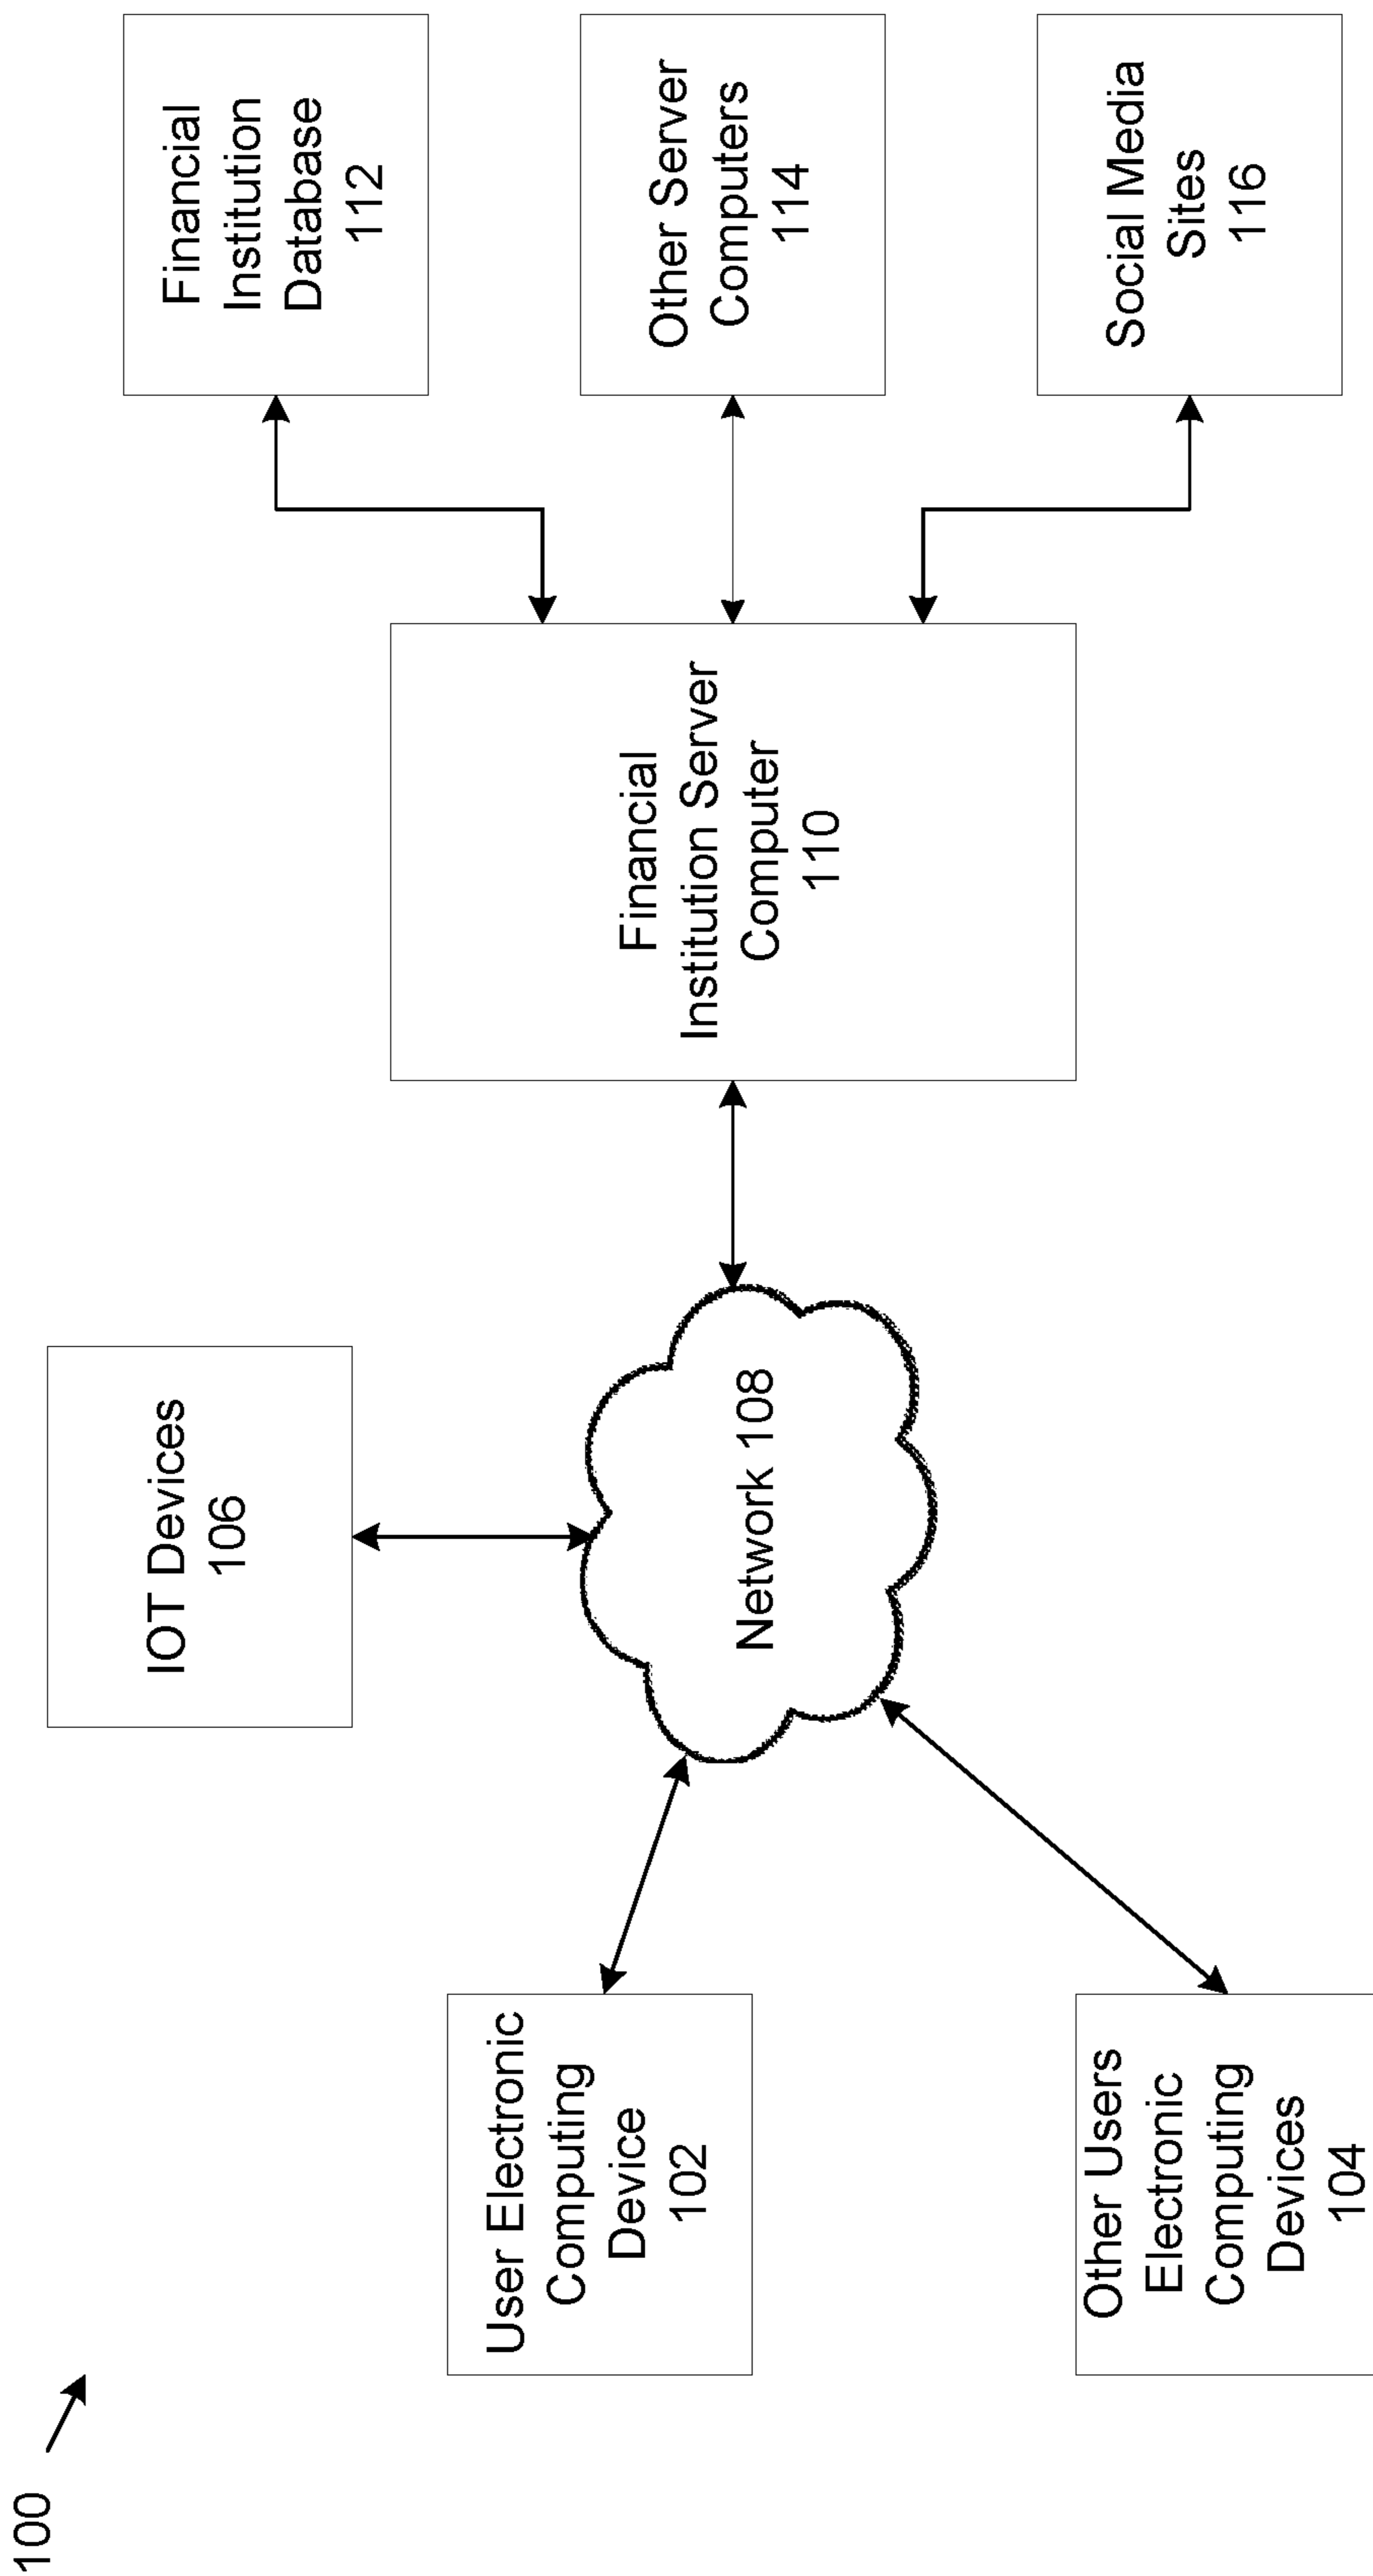 100
IOT Devices
106
User Electronic
Computing
Device
102
Other Users
Electronic
Computing
Devices
104
Network 108
Financial
Institution Server
Computer
110
Financial
Institution
Database
112
Other Server
Computers
114
Social Media
Sites
116